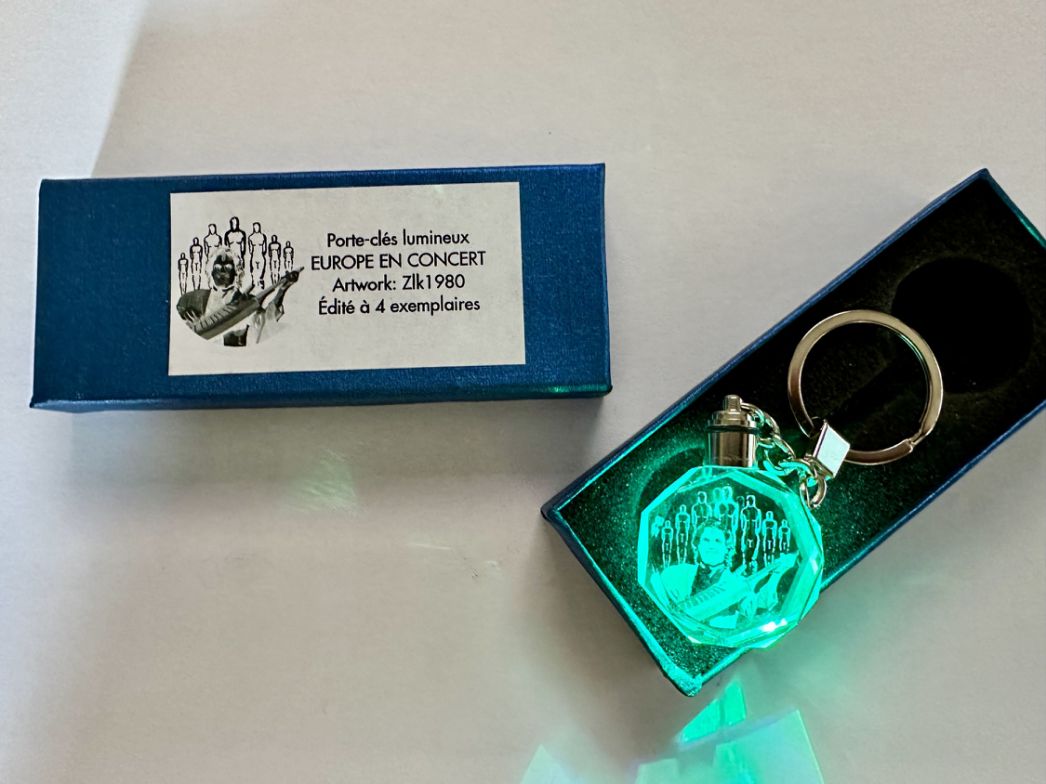 Porte-clés lumineux
EUROPE EN CONCERT
Artwork: Zlk1980
Édité à 4 exemplaires